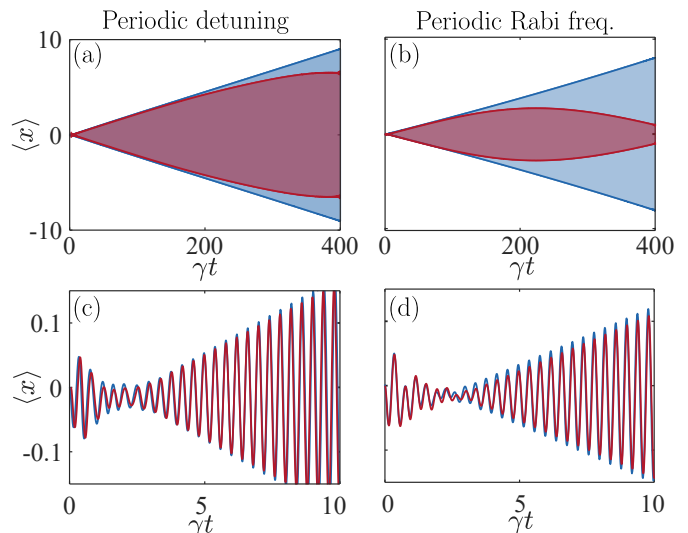 Periodic detuning Periodic Rabi freq.
10 (a) (b)
⟨x⟩ 0
-10
0 200 400 0 200 400
γt γt
(c) (d)
0.1
⟨x⟩ 0
-0.1
0 5 10 0 5 10
γt γt